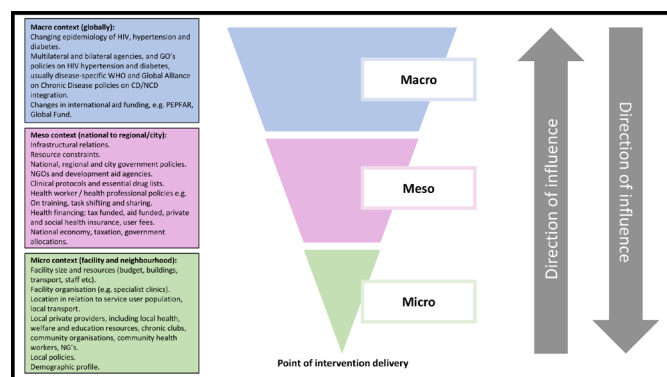 Macro context (globally):
Changing epidemiology of HIV, hypertension and
diabetes.
Multilateral and bilateral agencies, and GO's
policies on HIV hypertension and diabetes,
usually disease-specific WHO and Global Alliance
on Chronic Disease policies on CD/NCD
integration.
Changes in international aid funding, e.g. PEPFAR,
Global Fund.
Meso context (national to regional/city):
Infrastructural relations.
Resource constraints.
National, regional and city government policies.
NGOs and development aid agencies.
Clinical protocols and essential drug lists.
Health worker / health professional policies e.g.
On training, task shifting and sharing.
Health financing: tax funded, aid funded, private
and social health insurance, user fees.
National economy, taxation, government
allocations.
Micro context (facility and neighbourhood):
Facility size and resources (budget, buildings,
transport, staff etc).
Facility organisation (e.g. specialist clinics).
Location in relation to service user population,
local transport.
Local private providers, including local health,
welfare and education resources, chronic clubs,
community organisations, community health
workers, NG's.
Local policies.
Demographic profile.
Macro
Meso
Micro
Point of intervention delivery
Direction of influence
Direction of influence